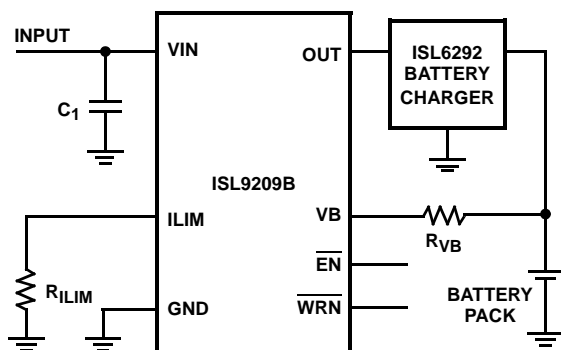 INPUT
VIN
OUT
ISL6292
BATTERY
CHARGER
C1
ISL9209B
ILIM
VB
RVB
EN
RILIM
GND
WRN
BATTERY
PACK